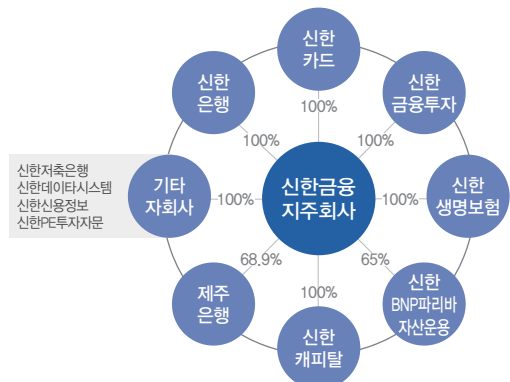 신한
카드
100%
신한
은행
100%
신한
금융투자
100%
신한저축은행
신한데이타시스템
신한신용정보
신한PE투자자문
기타
자회사
100%
신한금융
지주회사
100%
신한
생명보험
68.9%
제주
은행
100%
신한
캐피탈
65%
신한
BNP파리바
자산운용